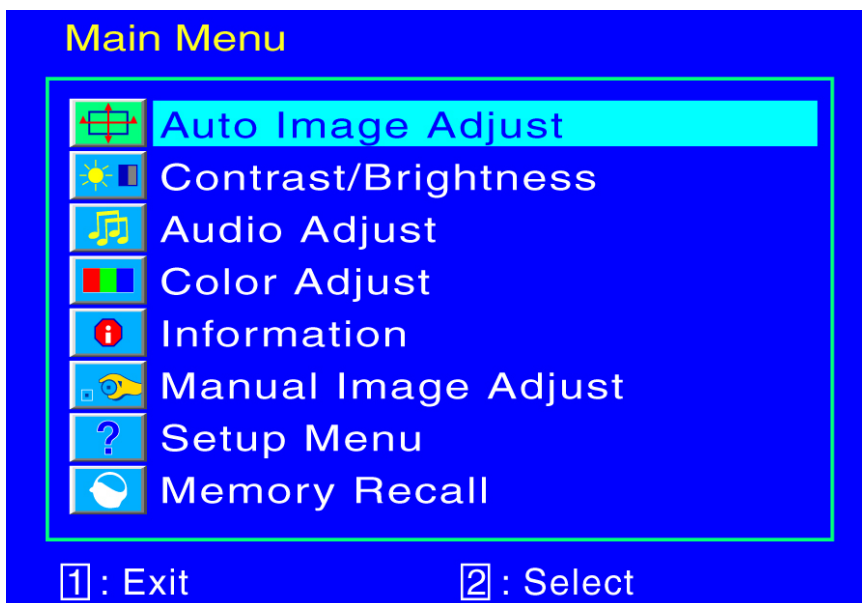 Main Menu
Auto Image Adjust
Contrast/Brightness
Audio Adjust
Color Adjust
Information
Manual Image Adjust
? Setup Menu
Memory Recall
1 : Exit 2 : Select